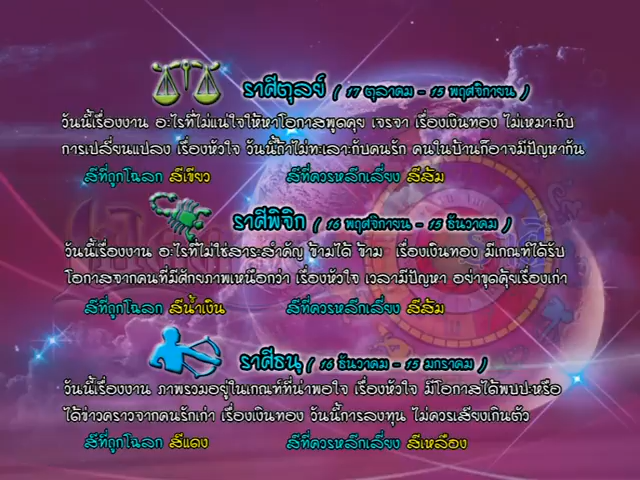 ราศีตุลย์ ( 17 ตุลาคม - 15 พฤศจิกายน )
วันนี้เรื่องงาน อะไรที่ไม่แน่ใจให้หาโอกาสพูดคุย เจรจา เรื่องเงินทอง ไม่เหมาะกับ
การเปลี่ยนแปลง เรื่องหัวใจ วันนี้ถ้าไม่ทะเลาะกับคนรัก คนในบ้านก็อาจมีปัญหากัน
สีที่ถูกโฉลก สีเขียว สีที่ควรหลีกเลี่ยง สีส้ม
ราศีพิจิก ( 16 พฤศจิกายน - 15 ธันวาคม )
วันนี้เรื่องงาน อะไรที่ไม่ใช่สาระสำคัญ ข้ามได้ ข้าม เรื่องเงินทอง มีเกณฑ์ได้รับ
โอกาสจากคนที่มีศักยภาพเหนือกว่า เรื่องหัวใจ เวลามีปัญหา อย่าขุดคุ้ยเรื่องเก่า
สีที่ถูกโฉลก สีน้ำเงิน สีที่ควรหลีกเลี่ยง สีส้ม
ราศีธนู ( 16 ธันวาคม - 15 มกราคม )
วันนี้เรื่องงาน ภาพรวมอยู่ในเกณฑ์ที่น่าพอใจ เรื่องหัวใจ มีโอกาสได้พบปะหรือ
ได้ข่าวคราวจากคนรักเก่า เรื่องเงินทอง วันนี้การลงทุน ไม่ควรเสี่ยงเกินตัว
สีที่ถูกโฉลก สีแดง สีที่ควรหลีกเลี่ยง สีเหลือง